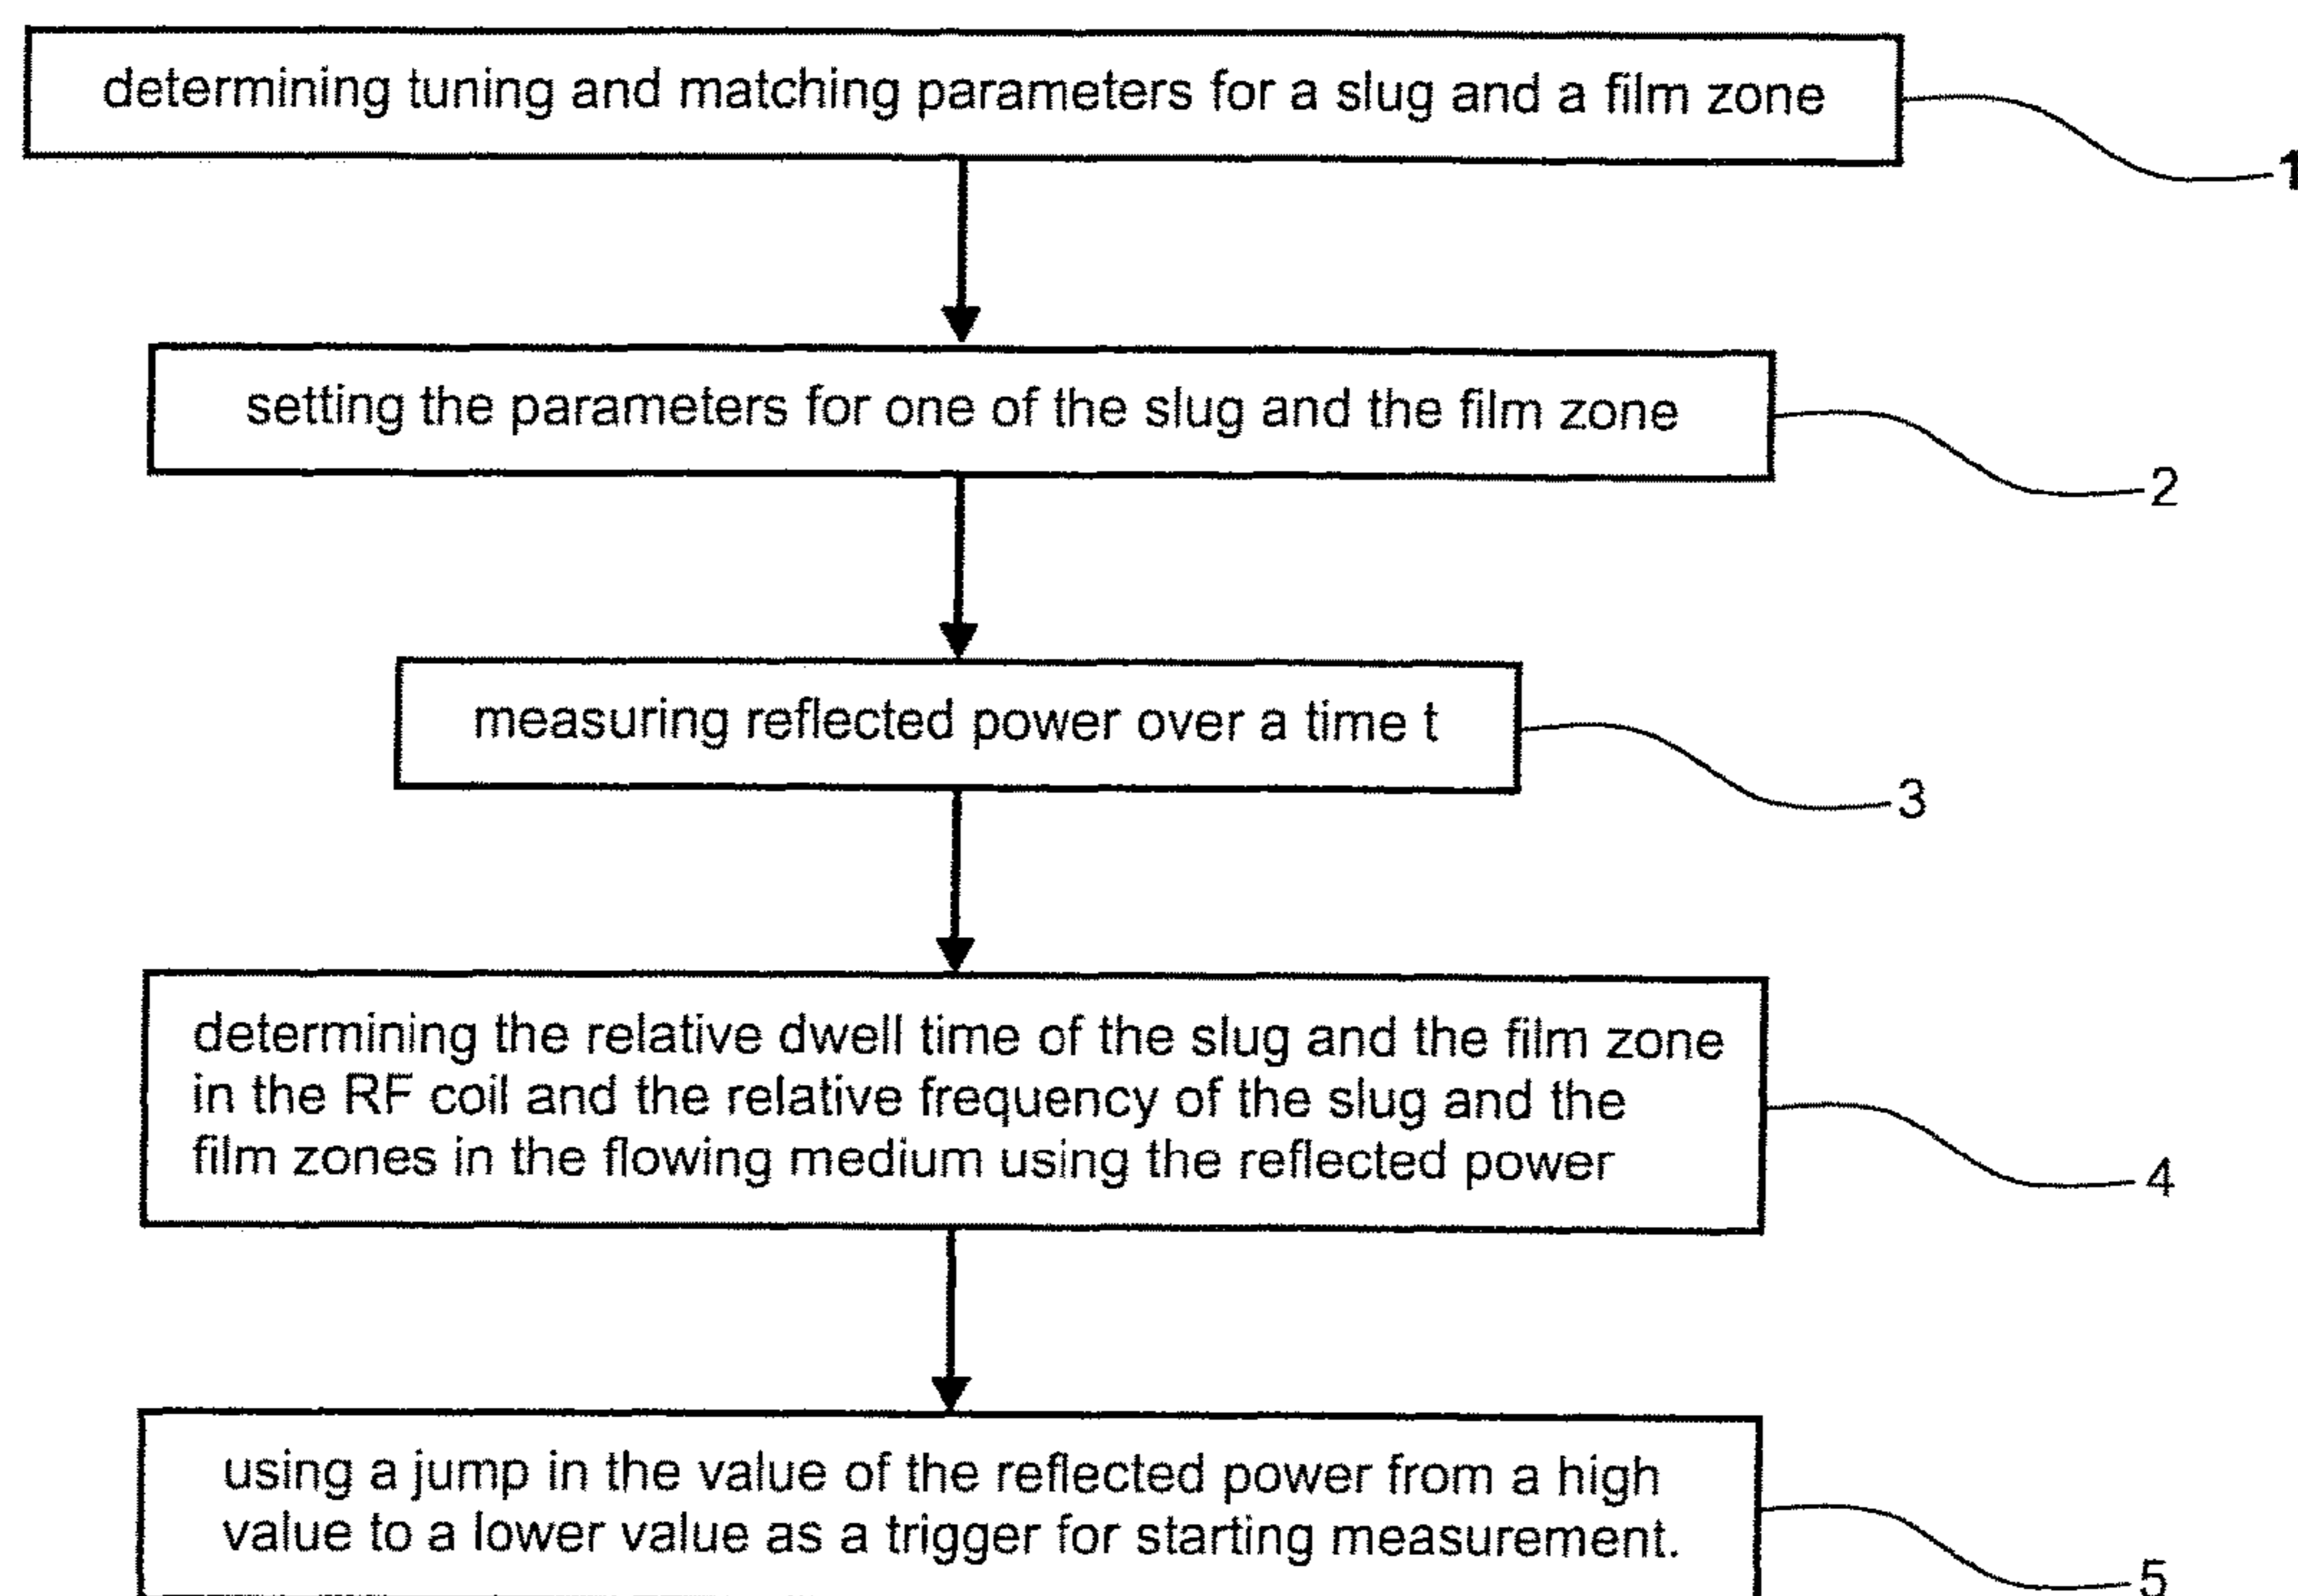 determining tuning and matching parameters for a slug and a film zone
1
setting the parameters for one of the slug and the film zone
2
measuring reflected power over a time t
3
determining the relative dwell time of the slug and the film zone
in the RF coil and the relative frequency of the slug and the
film zones in the flowing medium using the reflected power
4
using a jump in the value of the reflected power from a high
value to a lower value as a trigger for starting measurement.
5